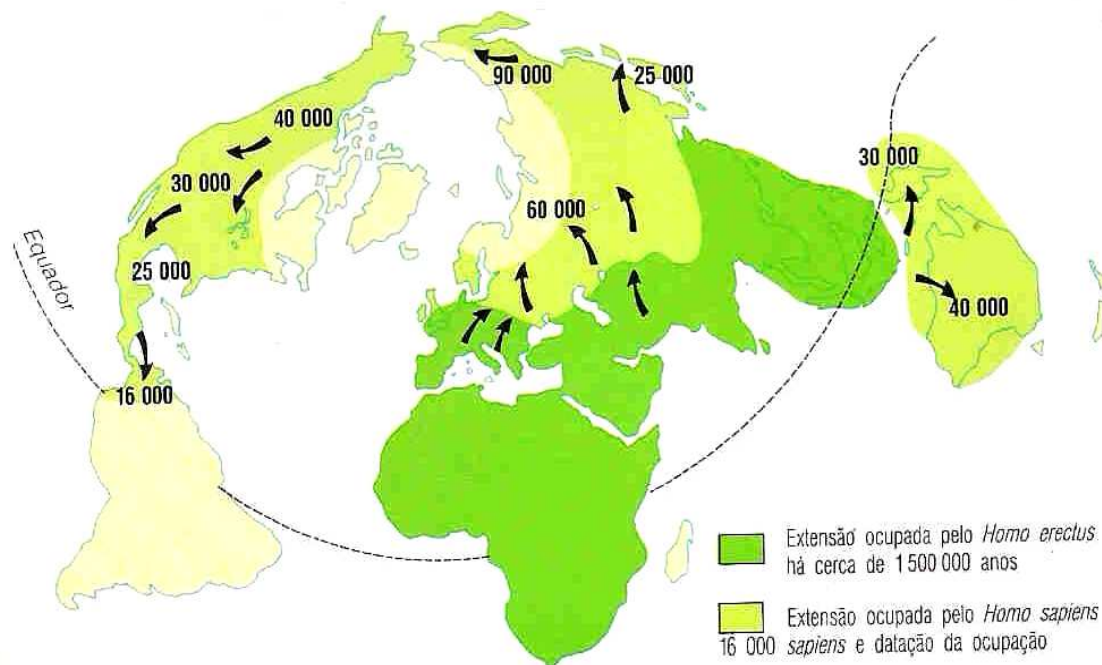 90 000
25 000
40 000
30 000
30 000
60 000
Equador
25 000
40 000
16 000
Extensão ocupada pelo Homo erectus
há cerca de 1 500 000 anos
Extensão ocupada pelo Homo sapiens
16 000 sapiens e datação da ocupação